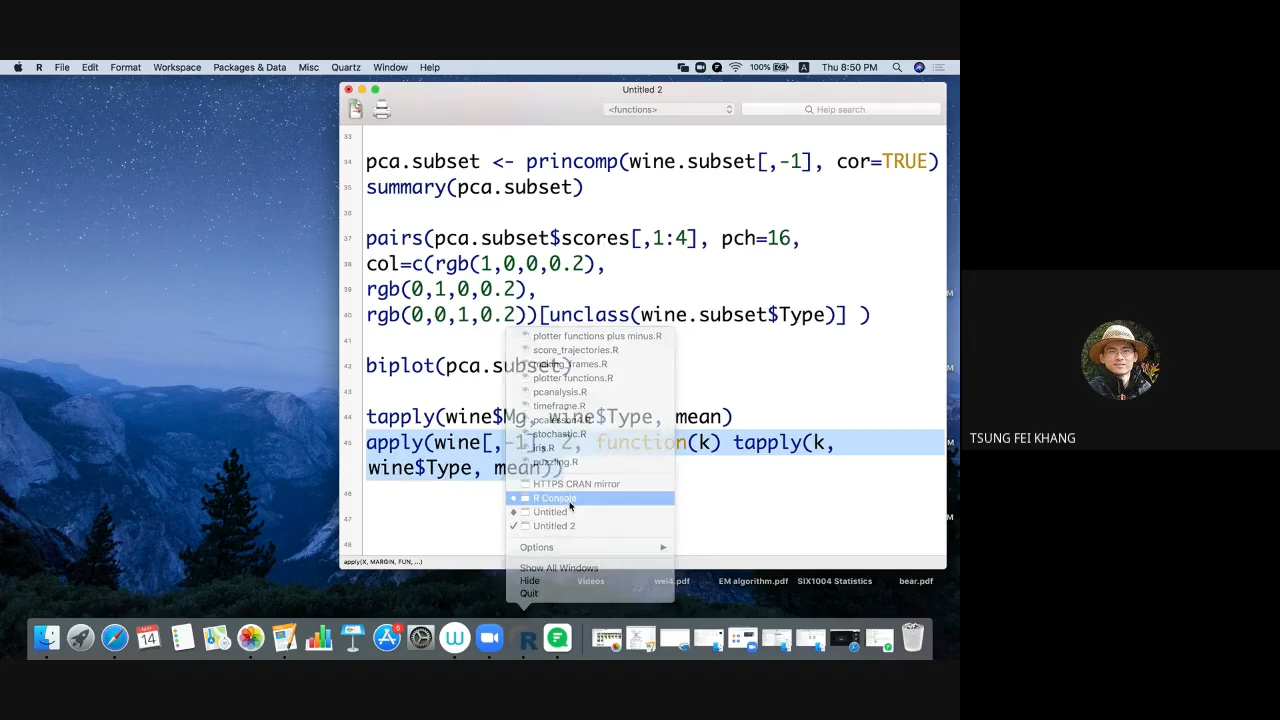 R File Edit Format Workspace Packages & Data Misc Quartz Window Help 100% A Thu 8:50 PM
Untitled 2
<functions> Help search
33
34 pca.subset <- princomp(wine.subset[,-1], cor=TRUE)
35 summary(pca.subset)
36
37 pairs(pca.subset$scores[,1:4], pch=16,
38 col=c(rgb(1,0,0,0.2),
39 rgb(0,1,0,0.2),
40 rgb(0,0,1,0.2))[unclass(wine.subset$Type)] )
41
42 biplot(pca.subset)
43
44 tapply(wine$Mg, wine$Type, mean)
45 apply(wine[,-1], 2, function(k) tapply(k,
wine$Type, mean))
46
47
48
apply(X, MARGIN, FUN, ...)
plotter functions plus minus.R
score_trajectories.R
making_frames.R
plotter functions.R
pcanalysis.R
timeframe.R
stochastic.R
iris.R
puzzling.R
HTTPS CRAN mirror
R Console
Untitled
Untitled 2
Options
Show All Windows
Hide
Quit
Videos wei4.pdf EM algorithm.pdf SIX1004 Statistics bear.pdf
14
5
W
R
TSUNG FEI KHANG